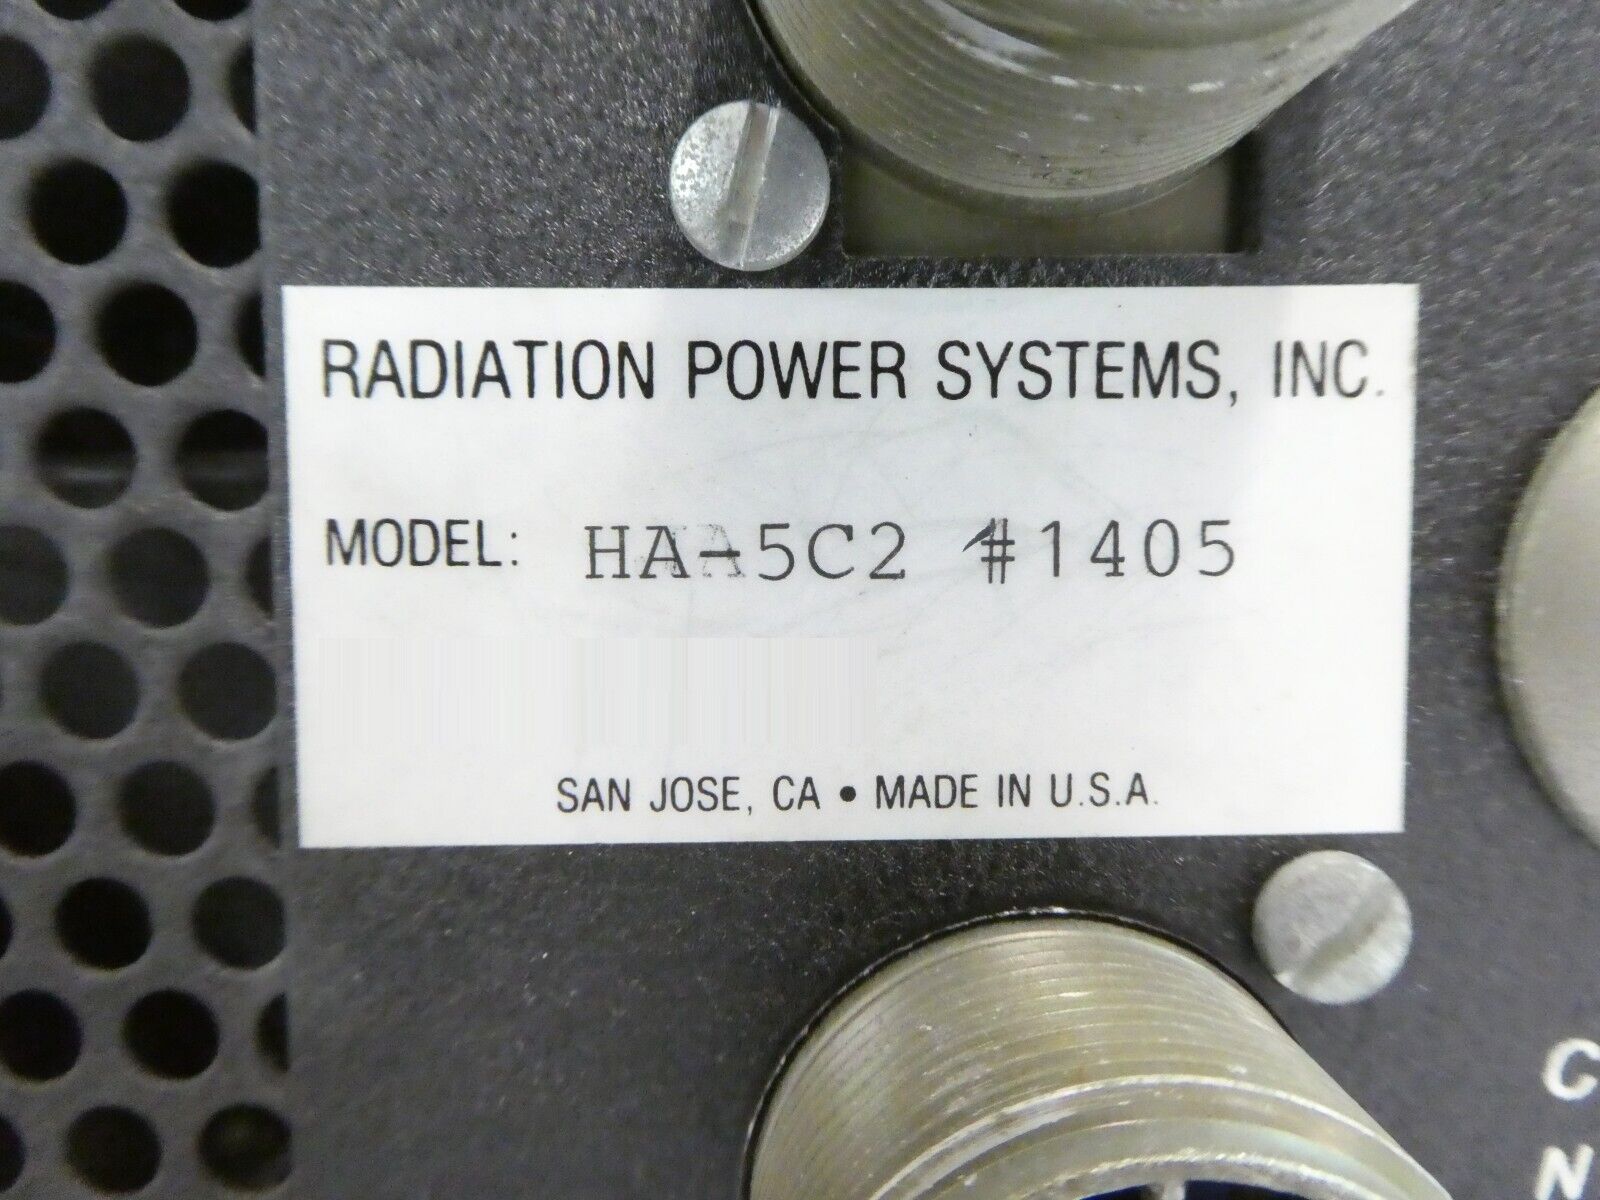 RADIATION POWER SYSTEMS, INC.
MODEL: HA-5C2 #1405
SAN JOSE, CA • MADE IN U.S.A.
C
N